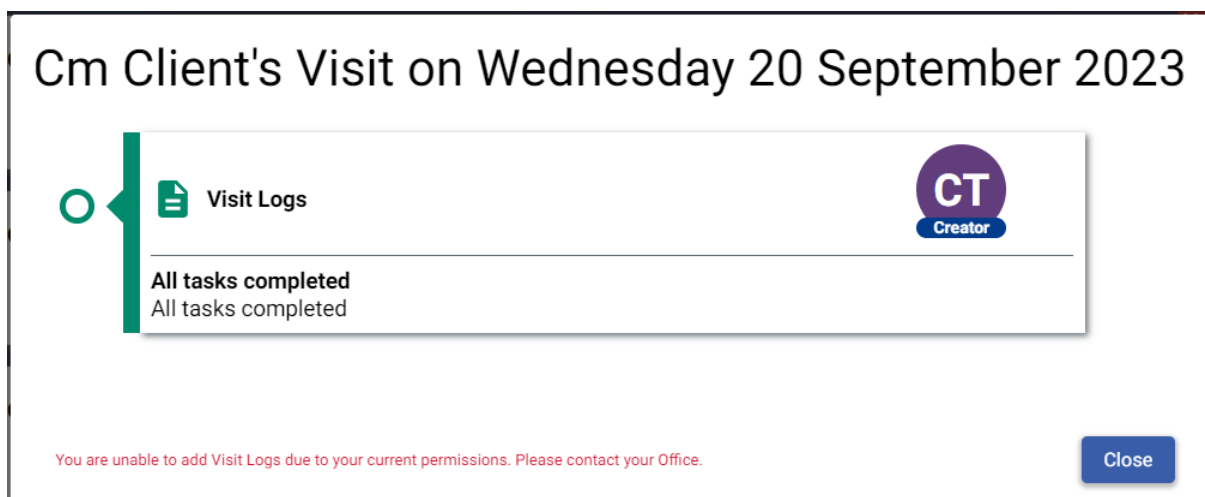 Cm Client's Visit on Wednesday 20 September 2023
Visit Logs
CT
Creator
All tasks completed
All tasks completed
You are unable to add Visit Logs due to your current permissions. Please contact your Office.
Close